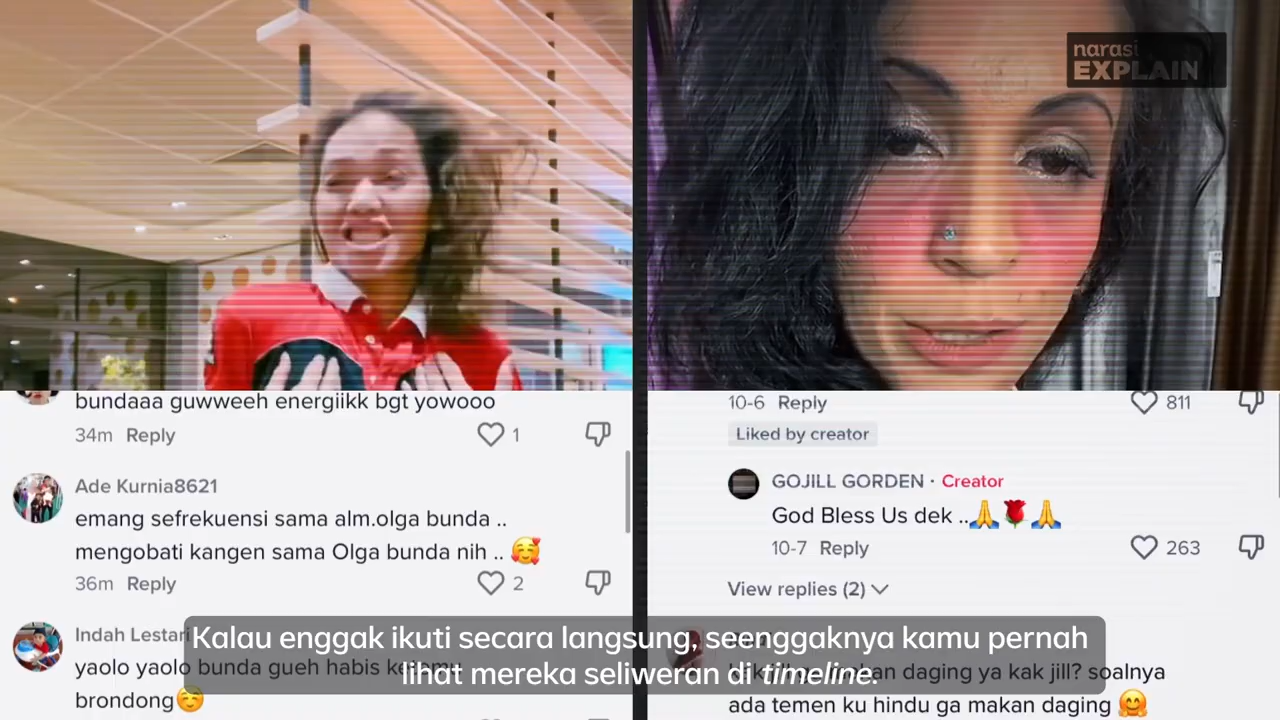 narasi
EXPLAIN
bundaaa guwweeh energiikk bgt yowooo
34m Reply
1
Ade Kurnia8621
emang sefrekuensi sama alm.olga bunda ..
mengobati kangen sama Olga bunda nih .. 🥰
36m Reply
2
Indah Lestari
yaolo yaolo bunda gueh habis
brondong☺️
10-6 Reply
811
Liked by creator
GOJILL GORDEN · Creator
God Bless Us dek ..🙏🌹🙏
10-7 Reply
263
View replies (2)
makan daging ya kak jill? soalnya
ada temen ku hindu ga makan daging 🤗
Kalau enggak ikuti secara langsung, seenggaknya kamu pernah
lihat mereka seliweran di timeline.